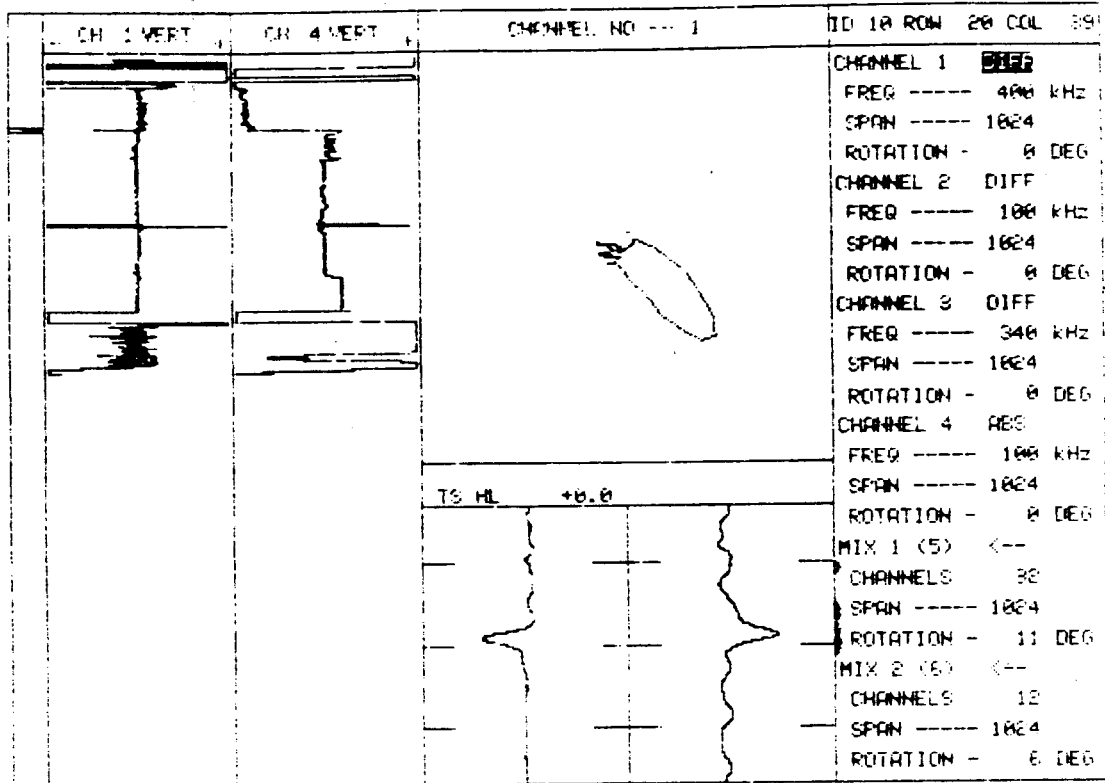 CH 1 VERT +
CH 4 VERT +
CHANNEL NO --- 1
ID 10 ROW 20 COL 39
CHANNEL 1 DIFF
FREQ ----- 400 kHz
SPAN ----- 1024
ROTATION - 0 DEG
CHANNEL 2 DIFF
FREQ ----- 100 kHz
SPAN ----- 1024
ROTATION - 0 DEG
CHANNEL 3 DIFF
FREQ ----- 340 kHz
SPAN ----- 1024
ROTATION - 0 DEG
CHANNEL 4 ABS
FREQ ----- 100 kHz
SPAN ----- 1024
ROTATION - 0 DEG
MIX 1 (5) <--
CHANNELS 32
SPAN ----- 1024
ROTATION - 11 DEG
MIX 2 (6) <--
CHANNELS 12
SPAN ----- 1024
ROTATION - 6 DEG
TS HL +0.0